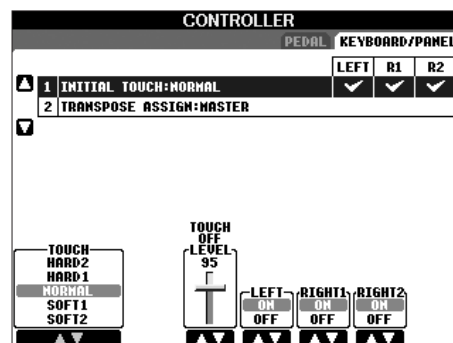 CONTROLLER
PEDAL KEYBOARD/PANEL
LEFT R1 R2
1 INITIAL TOUCH:NORMAL
2 TRANSPOSE ASSIGN:MASTER
TOUCH
HARD2
HARD1
NORMAL
SOFT1
SOFT2
TOUCH
OFF
LEVEL
95
LEFT
ON
OFF
RIGHT1
ON
OFF
RIGHT2
ON
OFF